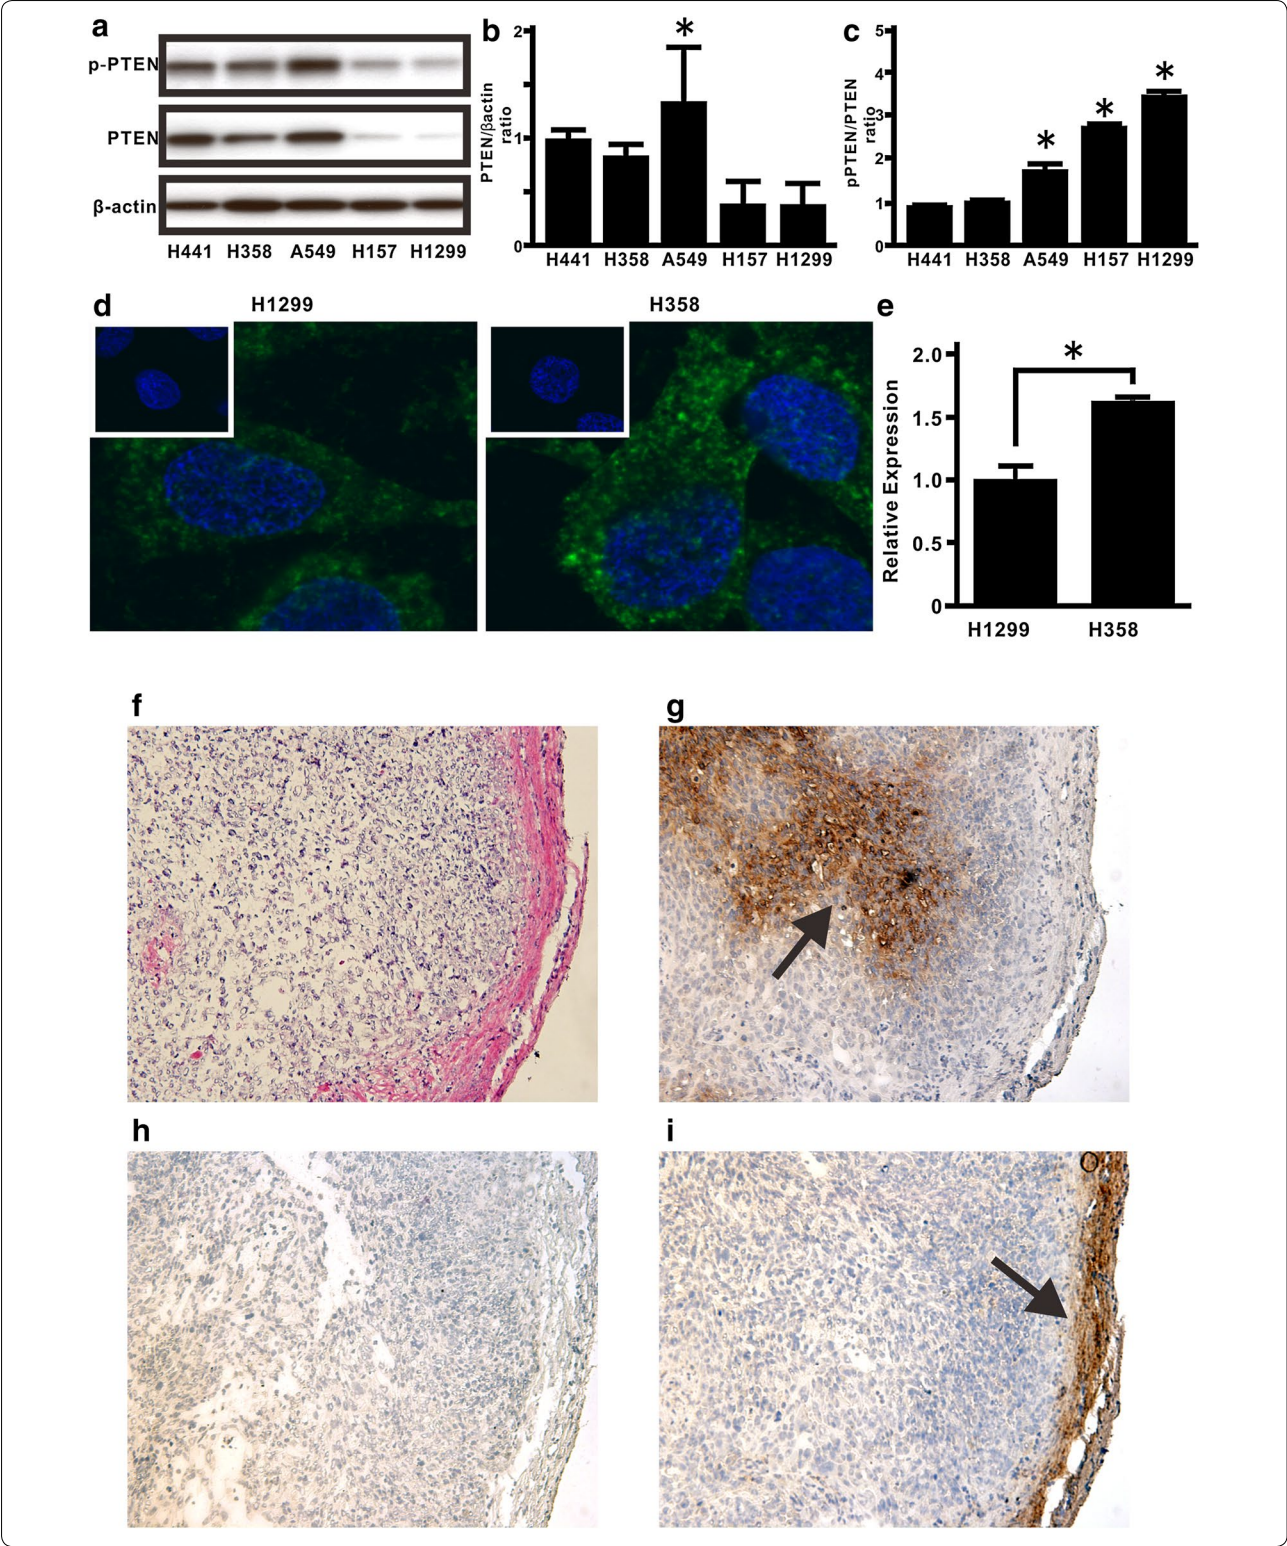 a
p-PTEN
PTEN
β-actin
H441 H358 A549 H157 H1299
b
PTEN/βactin
ratio
2
1
0
*
H441 H358 A549 H157 H1299
c
pPTEN/PTEN
ratio
5
4
3
2
1
0
* * *
H441 H358 A549 H157 H1299
d
H1299
H358
e
Relative Expression
2.0
1.5
1.0
0.5
0
*
H1299 H358
f
g
h
i